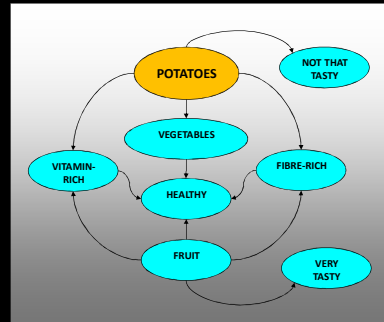 NOT THAT
TASTY
POTATOES
VEGETABLES
VITAMIN-
RICH
FIBRE-RICH
HEALTHY
FRUIT
VERY
TASTY